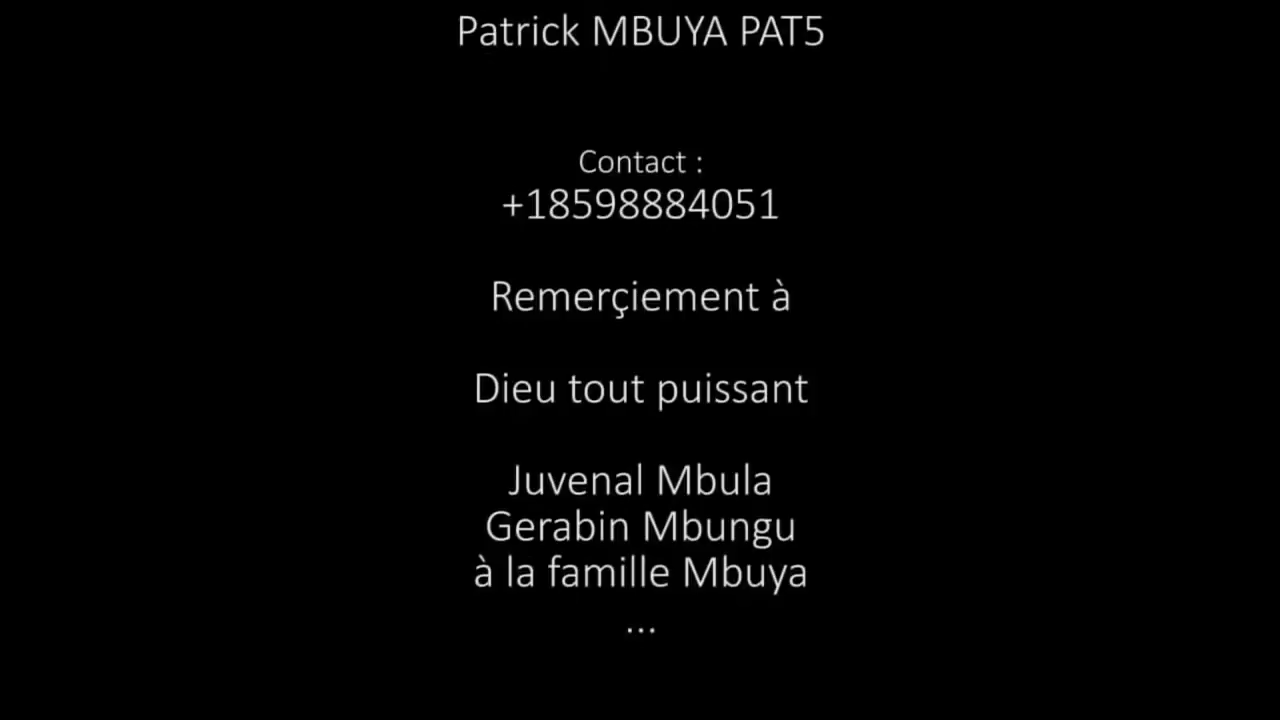 Patrick MBUYA PAT5
Contact :
+18598884051
Remerçiement à
Dieu tout puissant
Juvenal Mbula
Gerabin Mbungu
à la famille Mbuya
...